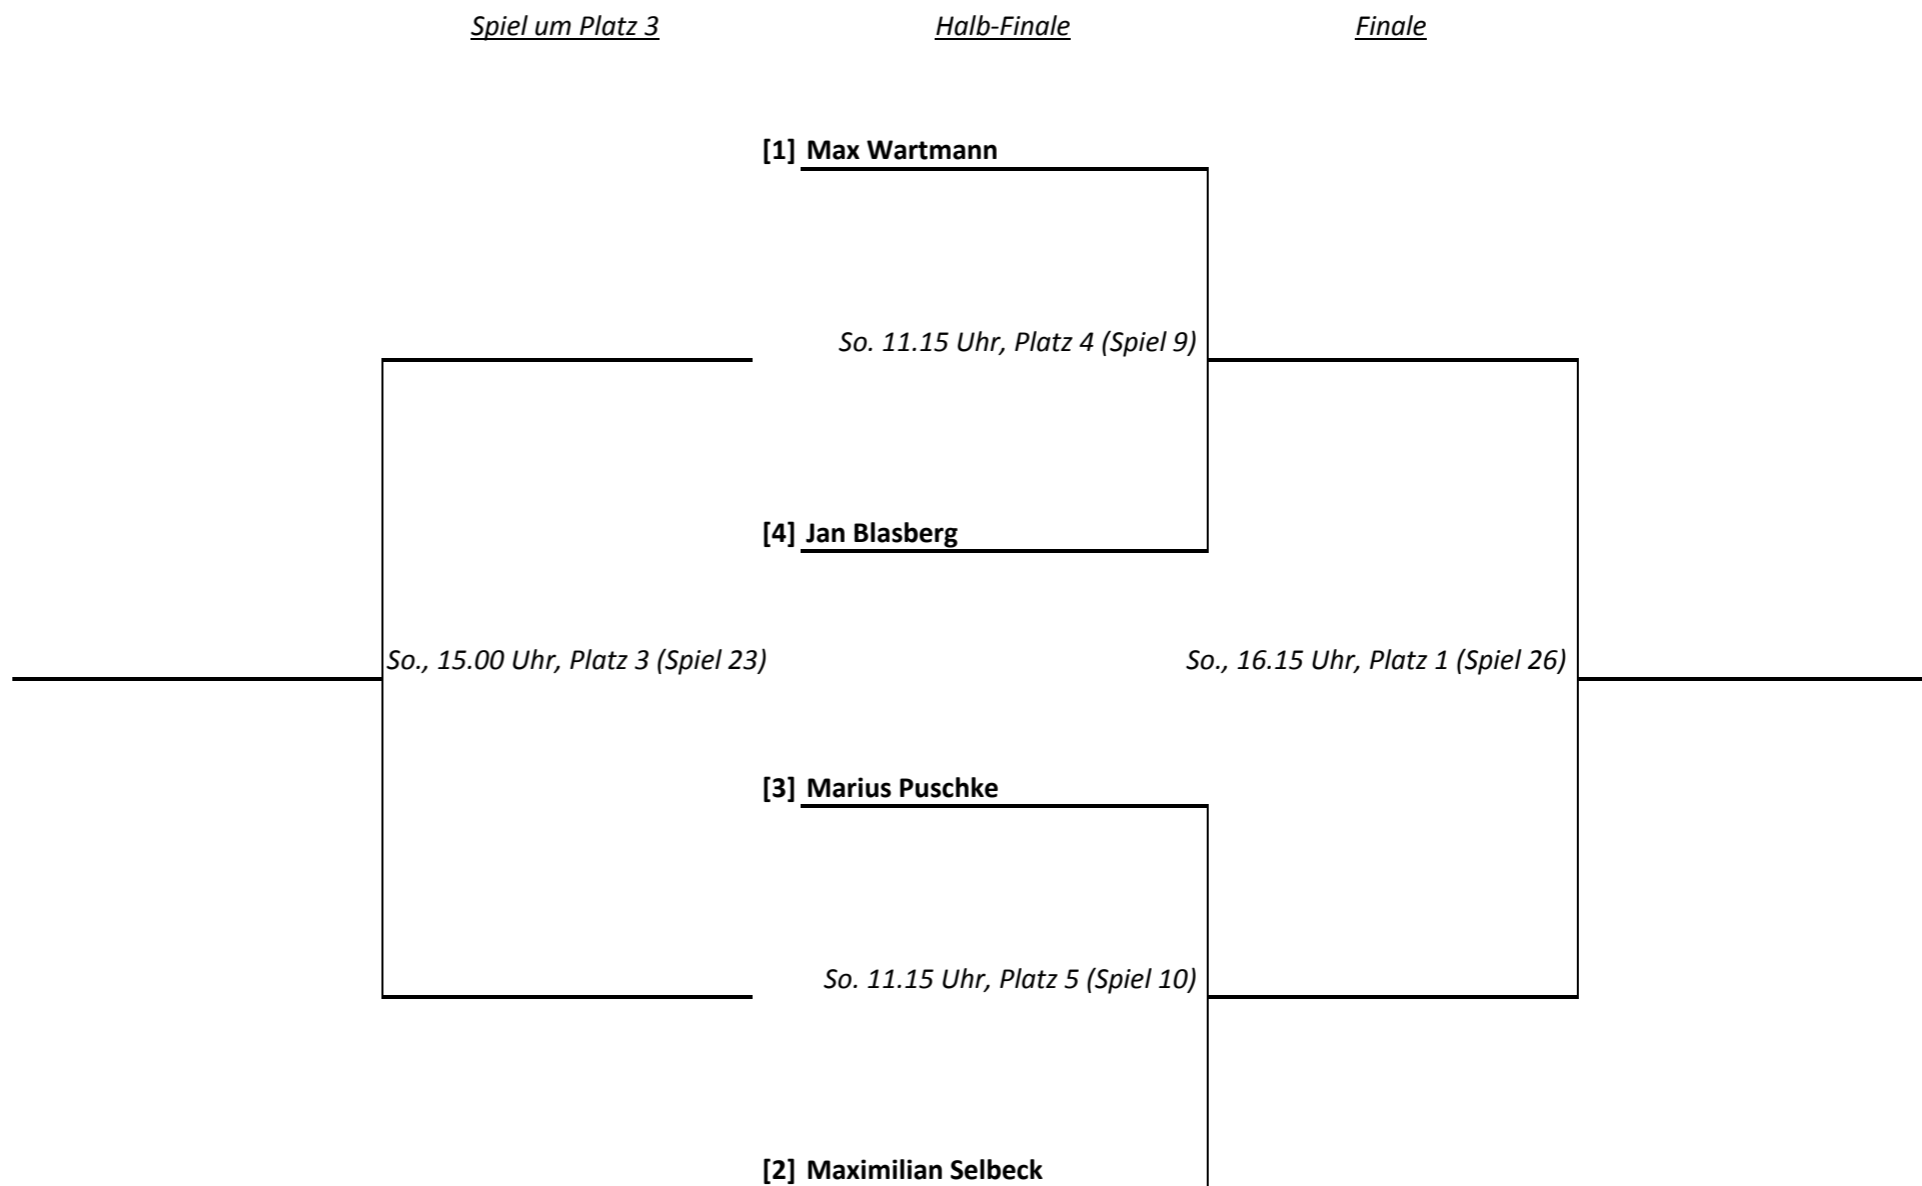 Spiel um Platz 3 Halb-Finale Finale
[1] Max Wartmann
So. 11.15 Uhr, Platz 4 (Spiel 9)
[4] Jan Blasberg
So., 15.00 Uhr, Platz 3 (Spiel 23) So., 16.15 Uhr, Platz 1 (Spiel 26)
[3] Marius Puschke
So. 11.15 Uhr, Platz 5 (Spiel 10)
[2] Maximilian Selbeck